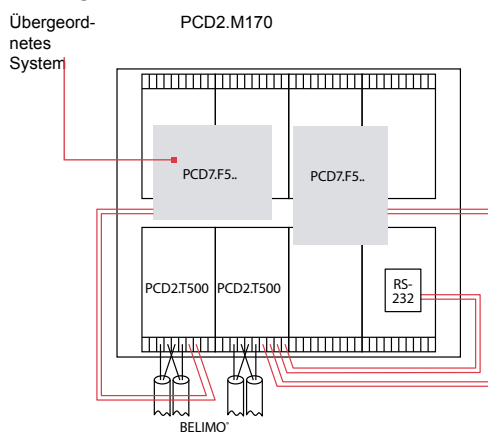 Übergeord-
netes
System
PCD2.M170
PCD7.F5..
PCD7.F5..
PCD2.T500
PCD2.T500
RS-
232
BELIMO®